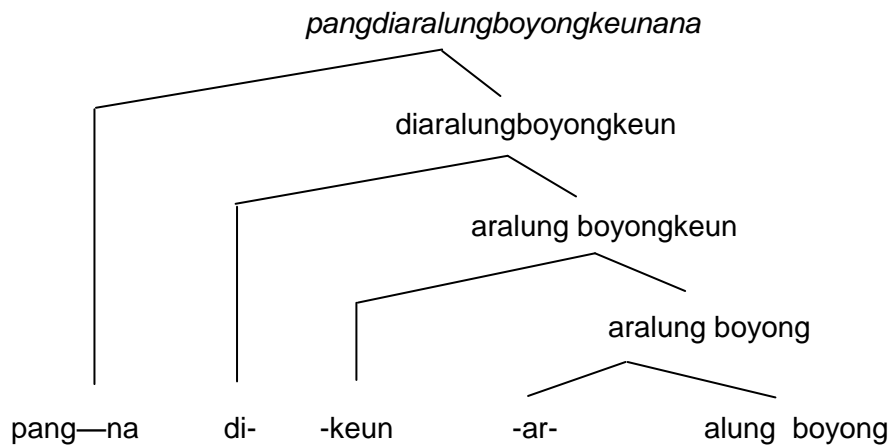 pangdiaralungboyongkeunana
diaralungboyongkeun
aralung boyongkeun
aralung boyong
pang—na di- -keun -ar- alung boyong